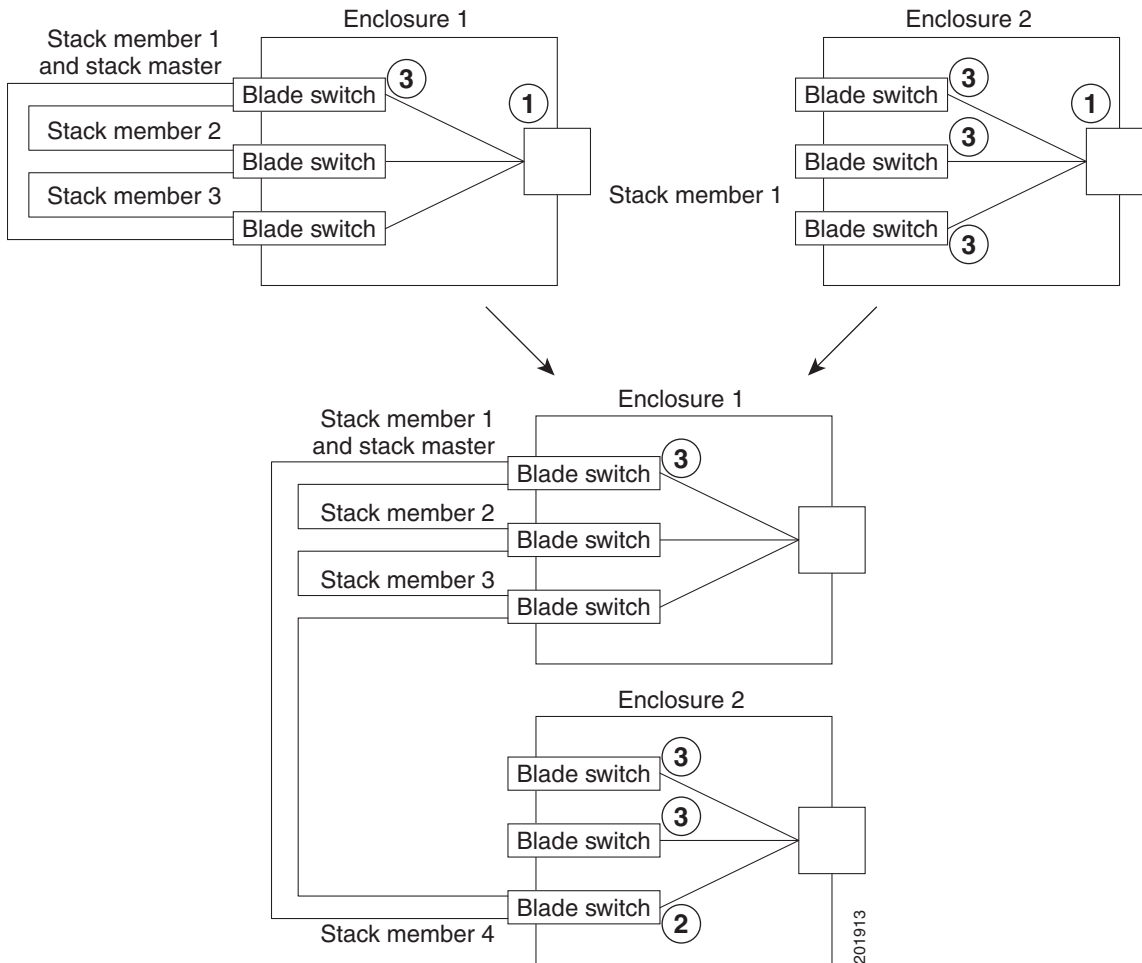 Enclosure 1
Enclosure 2
Stack member 1
and stack master
3
3
1
1
Blade switch
Blade switch
Stack member 2
3
Blade switch
Blade switch
Stack member 3
Stack member 1
Blade switch
Blade switch
3
Enclosure 1
Stack member 1
and stack master
3
Blade switch
Stack member 2
Blade switch
Stack member 3
Blade switch
Enclosure 2
3
Blade switch
3
Blade switch
Blade switch
2
Stack member 4
201913